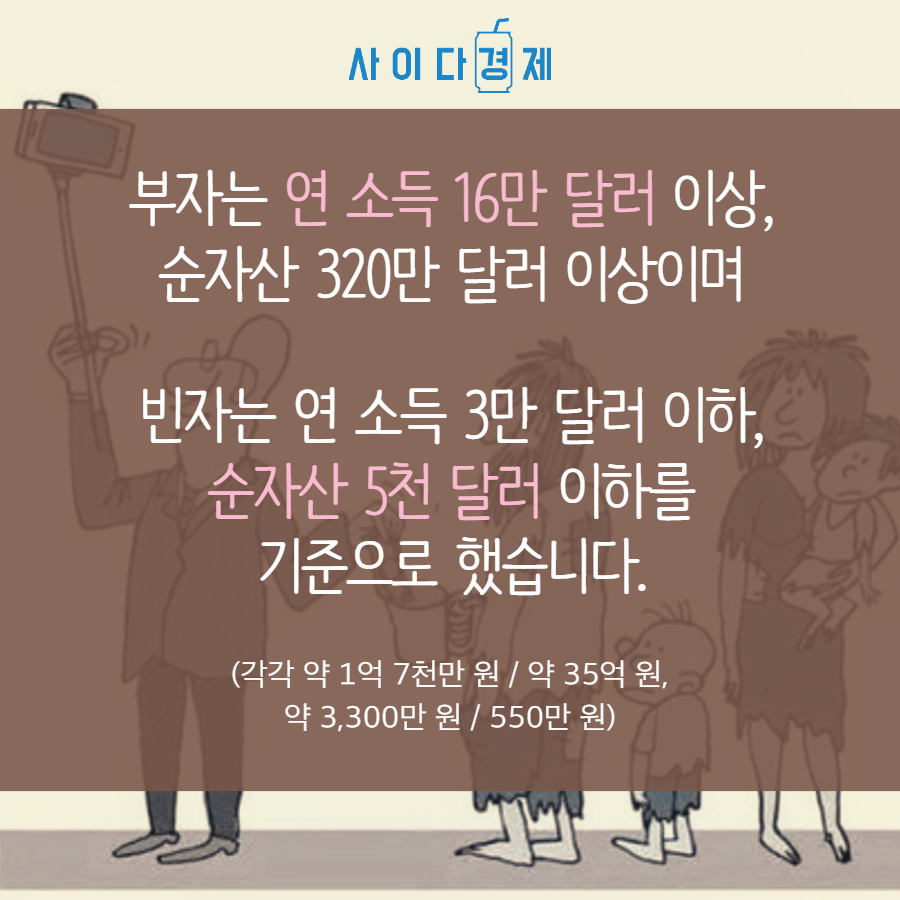 사이다경제
부자는 연 소득 16만 달러 이상,
순자산 320만 달러 이상이며
빈자는 연 소득 3만 달러 이하,
순자산 5천 달러 이하를
기준으로 했습니다.
(각각 약 1억 7천만 원 / 약 35억 원,
약 3,300만 원 / 550만 원)